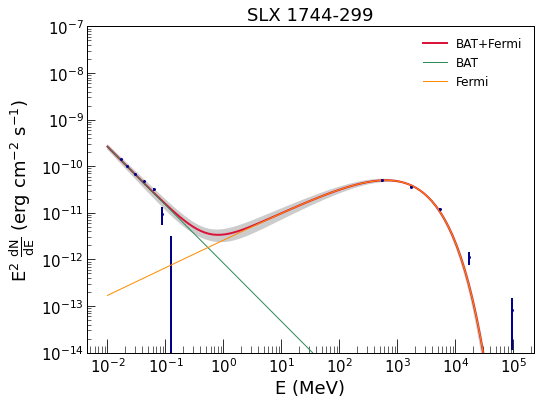 SLX 1744-299
E² dN/dE (erg cm⁻² s⁻¹)
10⁻⁷
10⁻⁸
10⁻⁹
10⁻¹⁰
10⁻¹¹
10⁻¹²
10⁻¹³
10⁻¹⁴
BAT+Fermi
BAT
Fermi
10⁻² 10⁻¹ 10⁰ 10¹ 10² 10³ 10⁴ 10⁵
E (MeV)